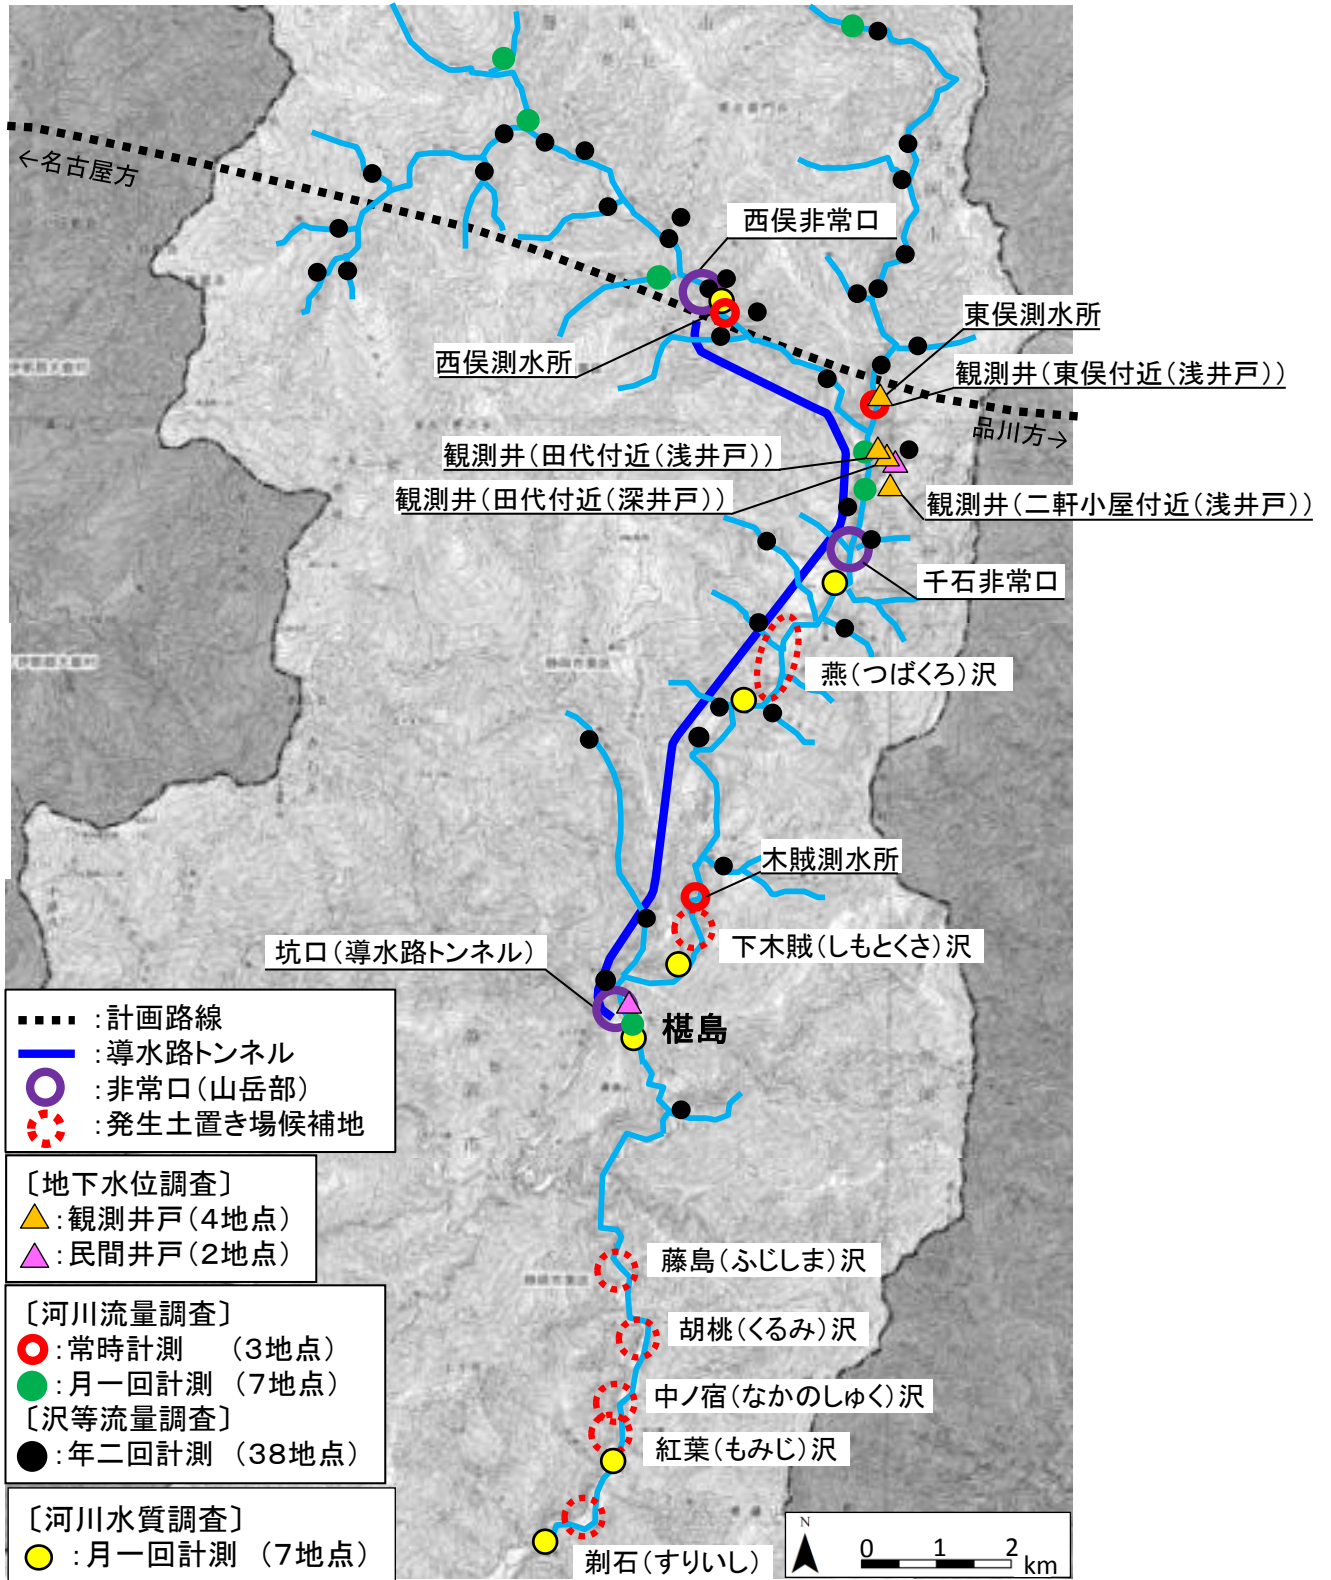 ←名古屋方
西俣非常口
東俣測水所
西俣測水所
観測井(東俣付近(浅井戸))
品川方→
観測井(田代付近(浅井戸))
観測井(田代付近(深井戸))
観測井(二軒小屋付近(浅井戸))
千石非常口
燕(つばくろ)沢
木賊測水所
下木賊(しもとくさ)沢
坑口(導水路トンネル)
椹島
藤島(ふじしま)沢
胡桃(くるみ)沢
中ノ宿(なかのしゅく)沢
紅葉(もみじ)沢
剃石(すりいし)
:計画路線
:導水路トンネル
:非常口(山岳部)
:発生土置き場候補地
〔地下水位調査〕
:観測井戸(4地点)
:民間井戸(2地点)
〔河川流量調査〕
:常時計測 (3地点)
:月一回計測 (7地点)
〔沢等流量調査〕
:年二回計測 (38地点)
〔河川水質調査〕
:月一回計測 (7地点)
N
0 1 2
km